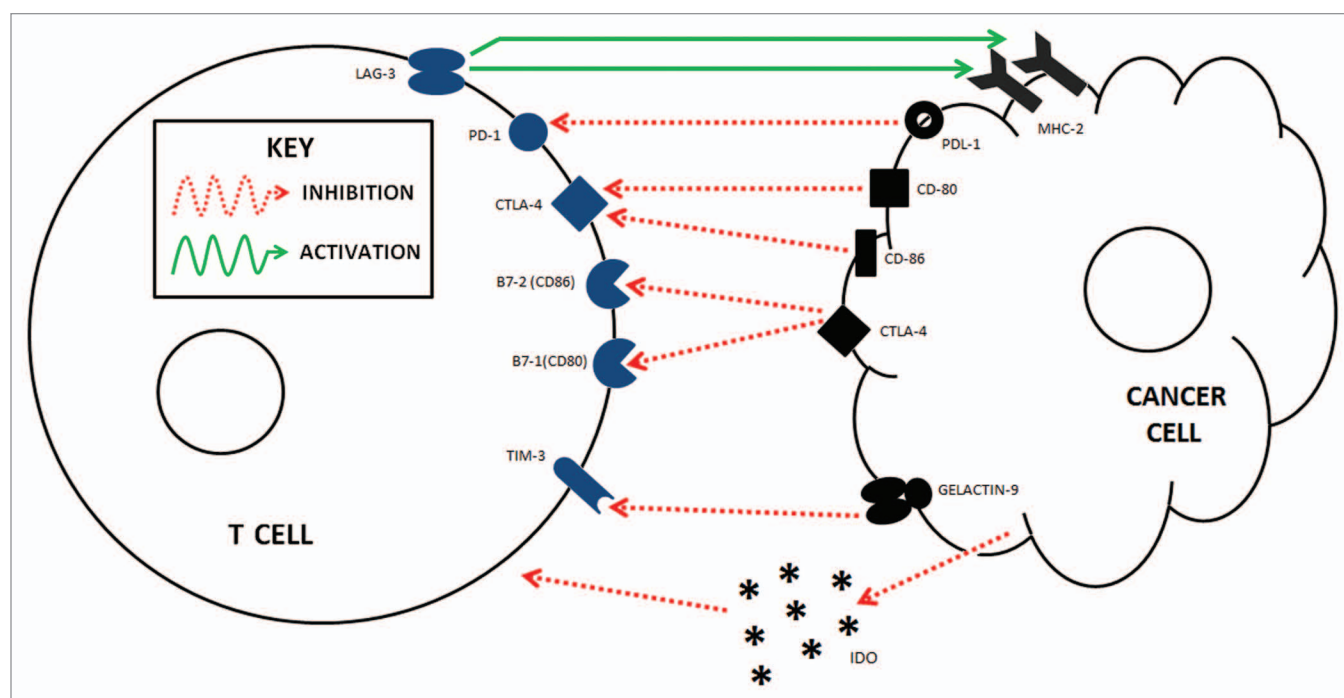 LAG-3
MHC-2
PD-1
PDL-1
KEY
INHIBITION
ACTIVATION
CTLA-4
CD-80
CD-86
B7-2 (CD86)
CTLA-4
B7-1(CD80)
CANCER
CELL
TIM-3
GELACTIN-9
T CELL
IDO